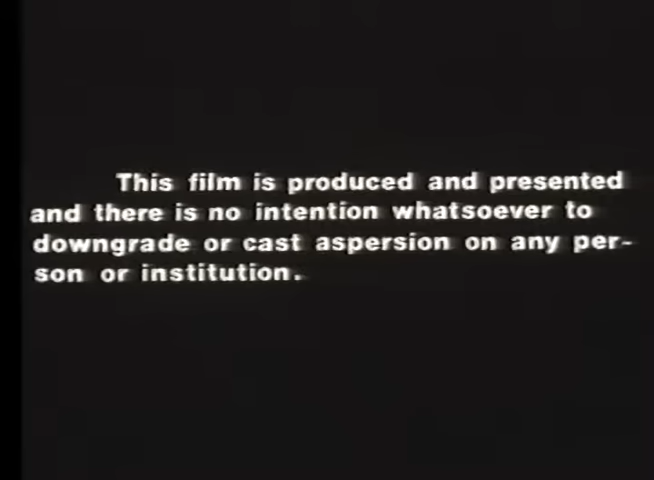 This film is produced and presented
and there is no intention whatsoever to
downgrade or cast aspersion on any per-
son or institution.